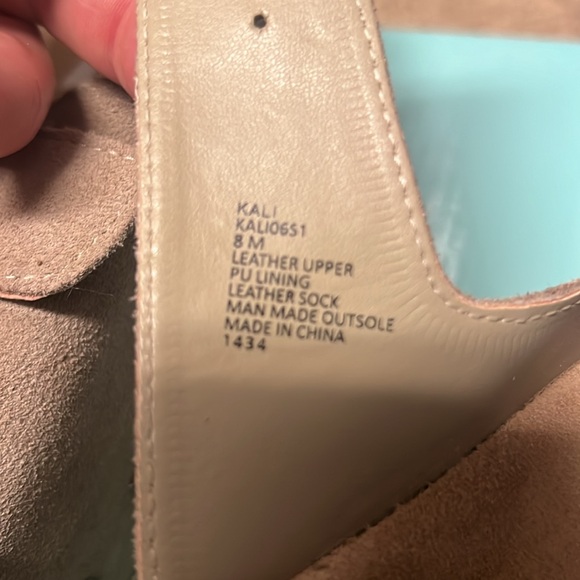 KALI
KALI06S1
8 M
LEATHER UPPER
PU LINING
LEATHER SOCK
MAN MADE OUTSOLE
MADE IN CHINA
1434